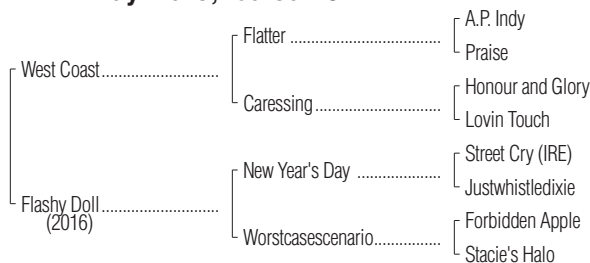 A.P. Indy
Flatter
Praise
West Coast
Honour and Glory
Caressing
Lovin Touch
Street Cry (IRE)
New Year's Day
Justwhistledixie
Flashy Doll
(2016)
Forbidden Apple
Worstcasescenario
Stacie's Halo